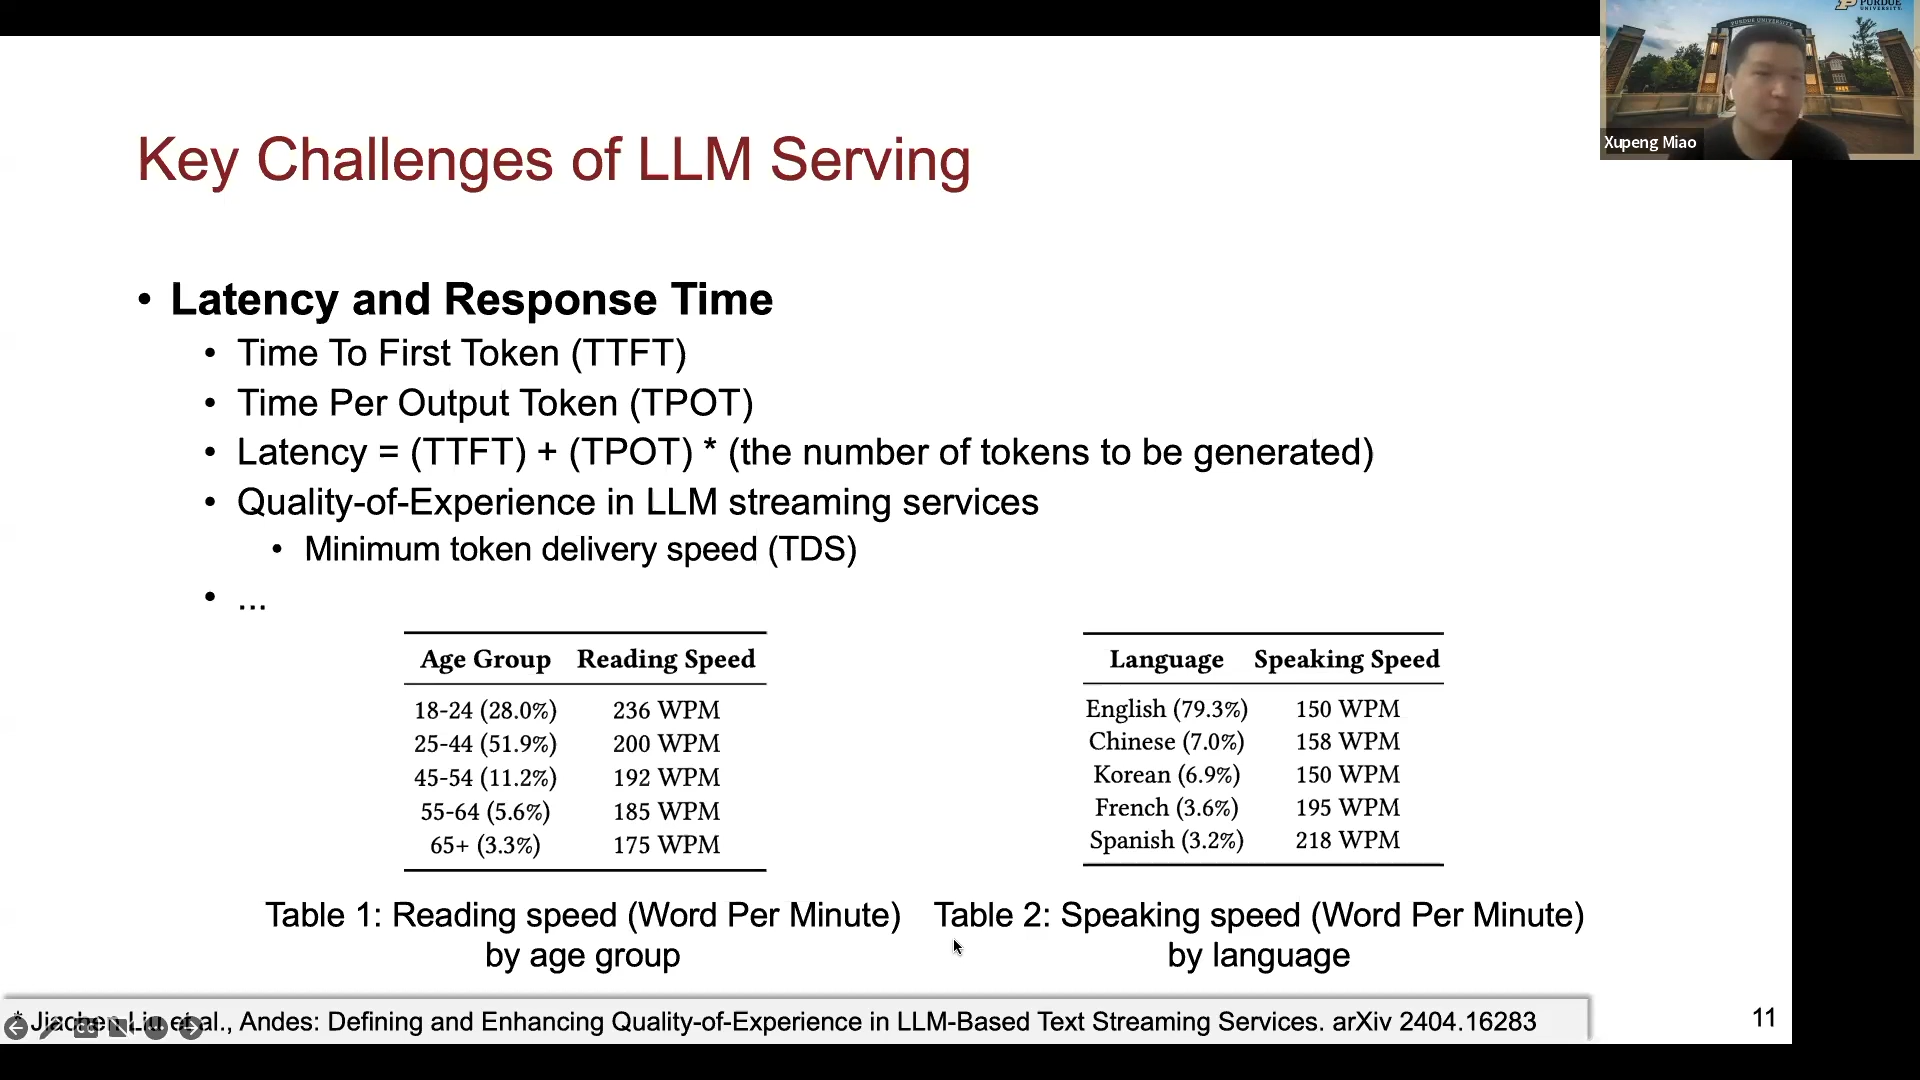 PURDUE
UNIVERSITY
PURDUE UNIVERSITY
Xupeng Miao
Key Challenges of LLM Serving
• Latency and Response Time
• Time To First Token (TTFT)
• Time Per Output Token (TPOT)
• Latency = (TTFT) + (TPOT) * (the number of tokens to be generated)
• Quality-of-Experience in LLM streaming services
• Minimum token delivery speed (TDS)
• ...
Age Group Reading Speed
18-24 (28.0%) 236 WPM
25-44 (51.9%) 200 WPM
45-54 (11.2%) 192 WPM
55-64 (5.6%) 185 WPM
65+ (3.3%) 175 WPM
Table 1: Reading speed (Word Per Minute)
by age group
Language Speaking Speed
English (79.3%) 150 WPM
Chinese (7.0%) 158 WPM
Korean (6.9%) 150 WPM
French (3.6%) 195 WPM
Spanish (3.2%) 218 WPM
Table 2: Speaking speed (Word Per Minute)
by language
* Jiachen Liu et al., Andes: Defining and Enhancing Quality-of-Experience in LLM-Based Text Streaming Services. arXiv 2404.16283
11